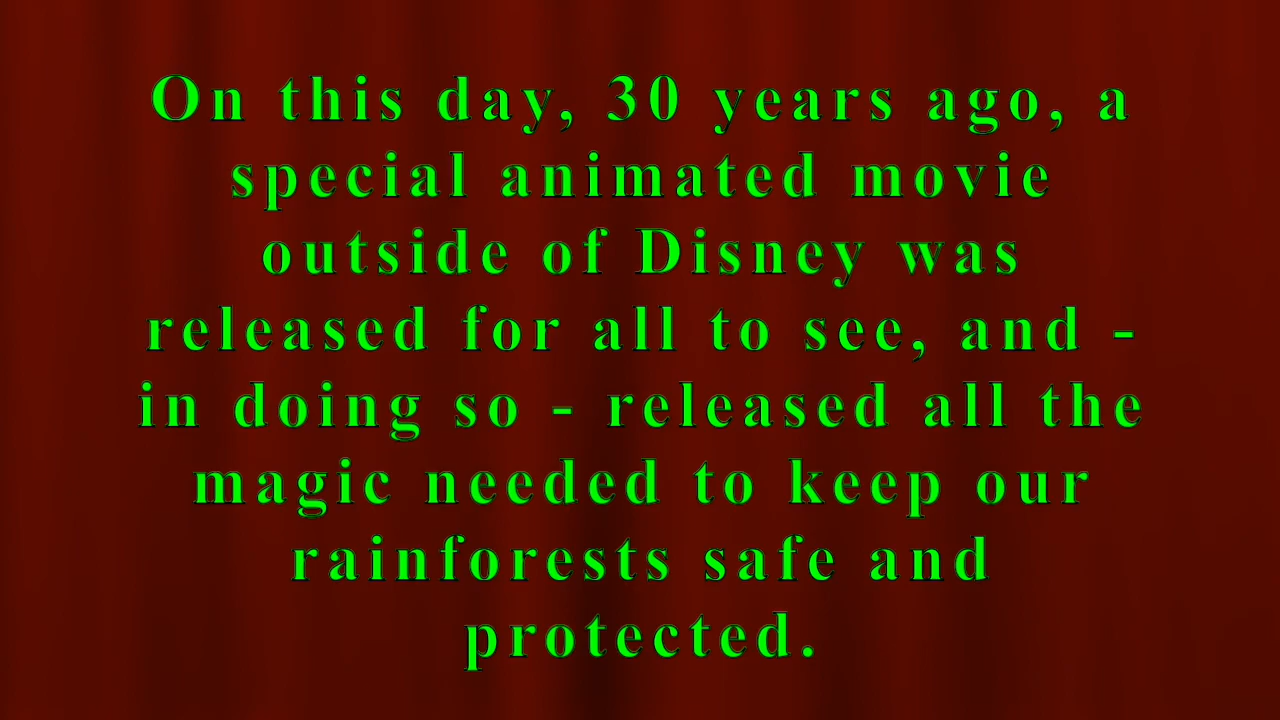 On this day, 30 years ago, a
special animated movie
outside of Disney was
released for all to see, and -
in doing so - released all the
magic needed to keep our
rainforests safe and
protected.